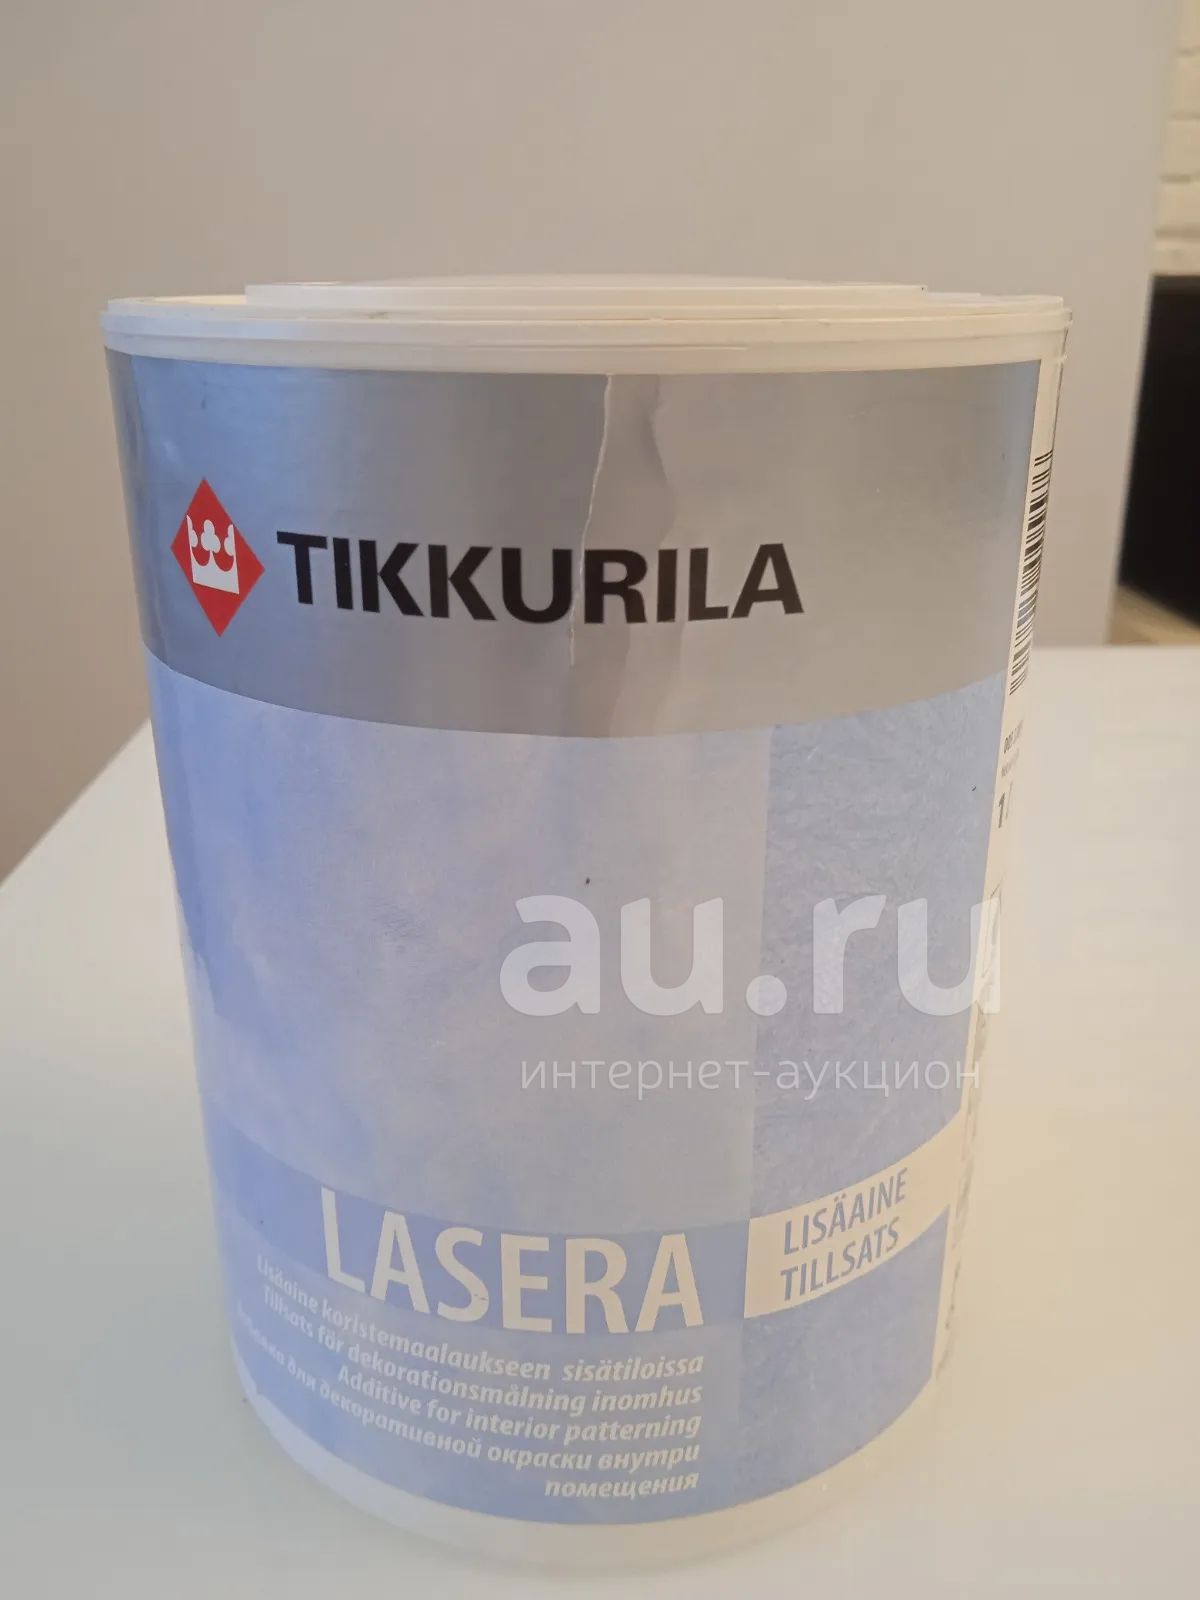 TIKKURILA
au.ru
интернет-аукцион
LASERA
LISÄAINE
TILLSATS
Lisäaine koristemaalaukseen sisätiloissa
Tillsats för dekorationsmålning inomhus
Additive for interior patterning
Добавка для декоративной окраски внутри
помещения